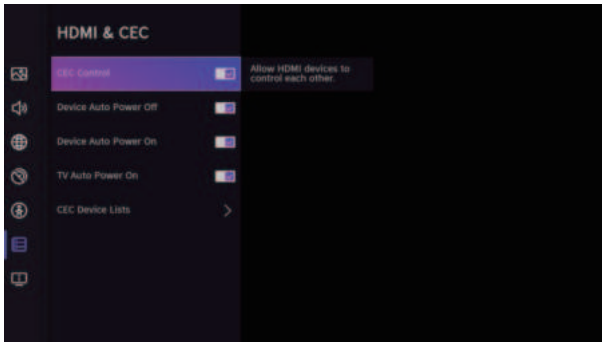 HDMI & CEC
CEC Control
Allow HDMI devices to
control each other.
Device Auto Power Off
Device Auto Power On
TV Auto Power On
CEC Device Lists